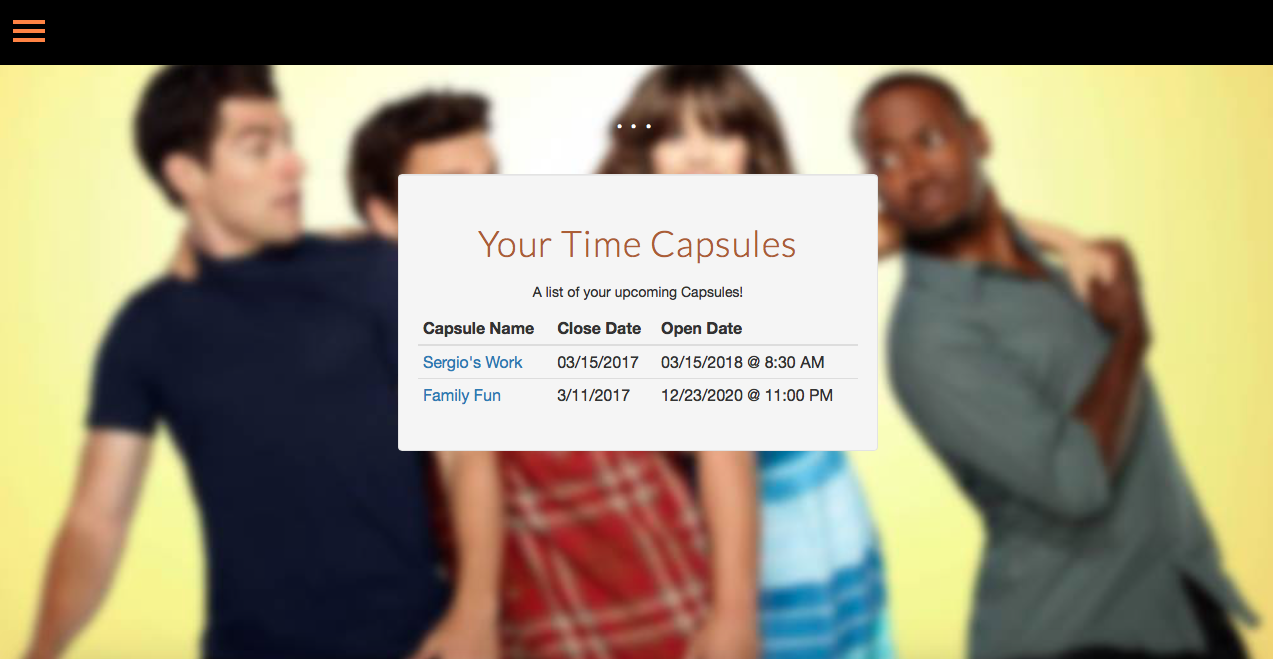 ...
Your Time Capsules
A list of your upcoming Capsules!
Capsule Name Close Date Open Date
Sergio's Work 03/15/2017 03/15/2018 @ 8:30 AM
Family Fun 3/11/2017 12/23/2020 @ 11:00 PM